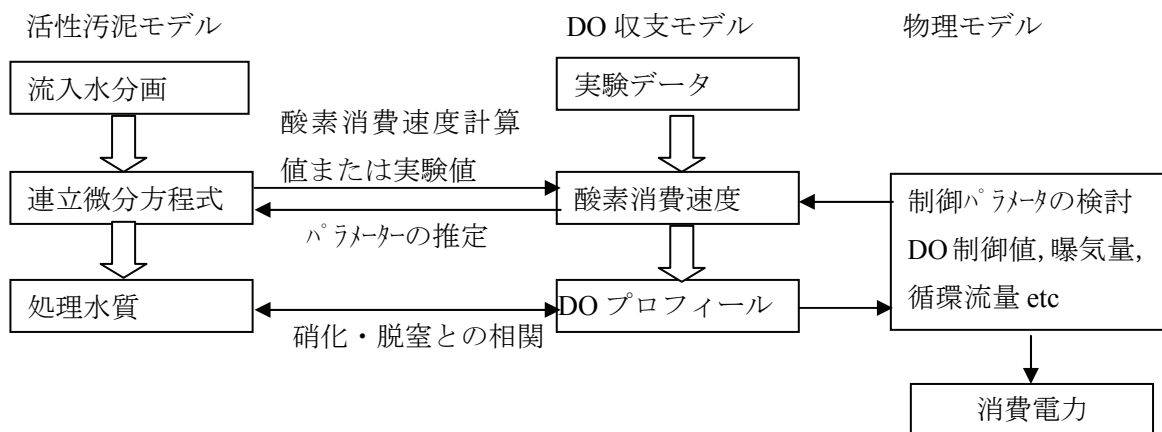 活性汚泥モデル
DO 収支モデル
物理モデル
流入水分画
実験データ
酸素消費速度計算
値または実験値
連立微分方程式
酸素消費速度
パラメーターの推定
制御パラメータの検討
DO 制御値, 曝気量,
循環流量 etc
処理水質
DO プロフィール
硝化・脱窒との相関
消費電力